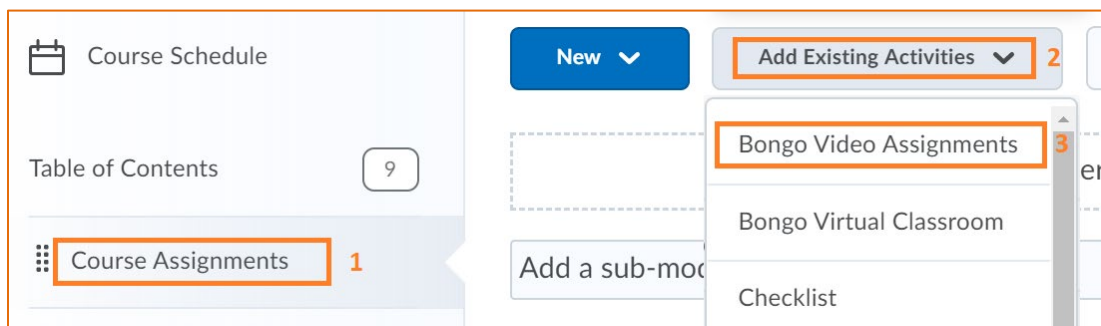 Course Schedule
New
Add Existing Activities 2
Bongo Video Assignments 3
Table of Contents 9
Bongo Virtual Classroom
Course Assignments 1
Add a sub-mod
Checklist